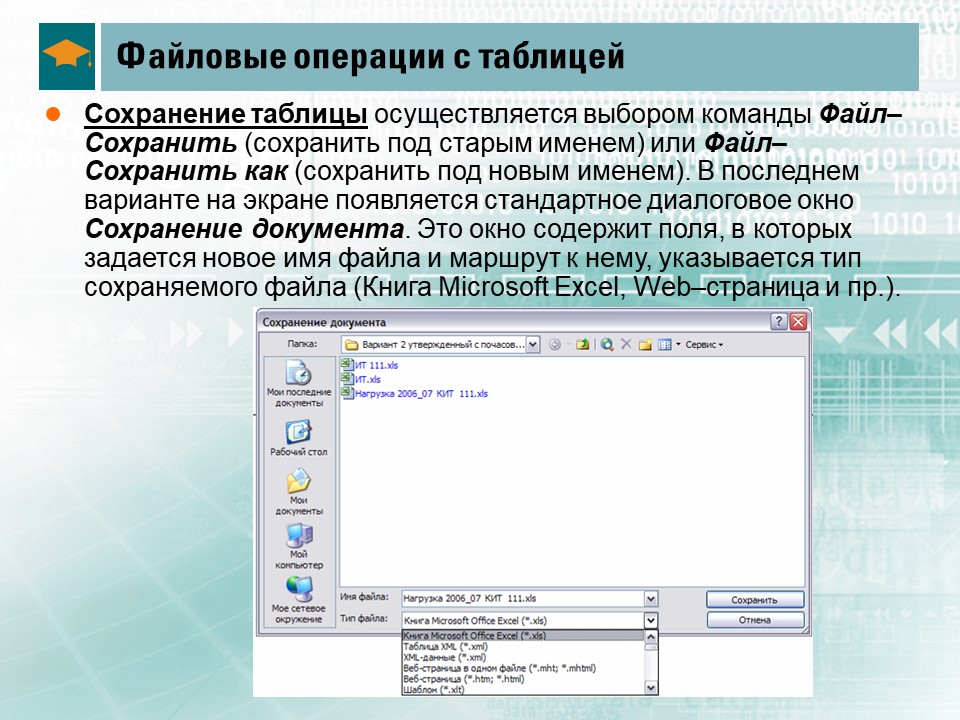 Файловые операции с таблицей
Сохранение таблицы осуществляется выбором команды Файл–
Сохранить (сохранить под старым именем) или Файл–
Сохранить как (сохранить под новым именем). В последнем
варианте на экране появляется стандартное диалоговое окно
Сохранение документа. Это окно содержит поля, в которых
задается новое имя файла и маршрут к нему, указывается тип
сохраняемого файла (Книга Microsoft Excel, Web–страница и пр.).
Сохранение документа
Папка: Вариант 2 утвержденный с почасов... Сервис
ИТ 111.xls
ИТ.xls
Нагрузка 2006_07 КИТ 111.xls
Мои последние
документы
Рабочий стол
Мои
документы
Мой
компьютер
Мое сетевое
окружение
Имя файла: Нагрузка 2006_07 КИТ 111.xls Сохранить
Тип файла: Книга Microsoft Office Excel (*.xls) Отмена
Книга Microsoft Office Excel (*.xls)
Таблица XML (*.xml)
XML-данные (*.xml)
Веб-страница в одном файле (*.mht; *.mhtml)
Веб-страница (*.htm; *.html)
Шаблон (*.xlt)